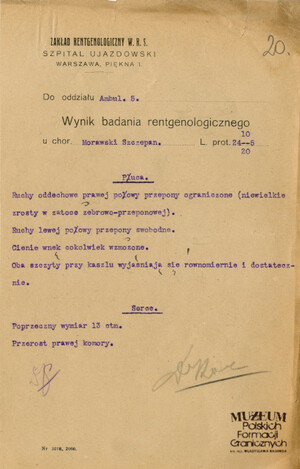 20.
ZAKŁAD RENTGENOLOGICZNY W.R.1.
SZPITAL UJAZDOWSKI
WARSZAWA, PIĘKNA 1.
Do oddziału Ambul. S.
Wynik badania rentgenologicznego
10
u chor. Morawski Szczepan. L. prot. 24--5
20
Płuca.
Ruchy oddechowe prawej połowy przepony ograniczone (niewielkie
zrosty w zatoce żebrowo-przeponowej).
Ruchy lewej połowy przepony swobodne.
Cienie wnęk cokolwiek wzmożone.
Oba szczyty przy kaszlu wyjaśniają się równomiernie i dostatecz-
nie.
Serce.
Poprzeczny wymiar 13 ctm.
Przerost prawej komory.
MUZEUM
Polskich
Formacji
Granicznych